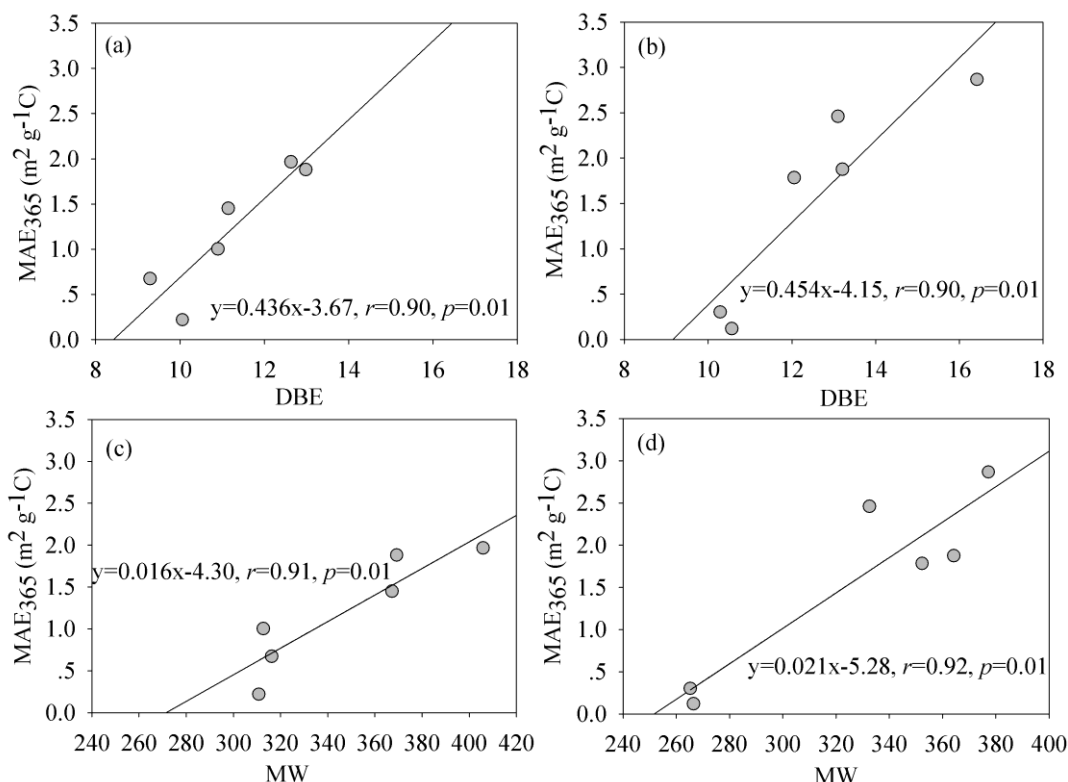 (a)
3.5
3.0
2.5
2.0
1.5
1.0
.5
0.0
MAE365 (m2 g-1C)
y=0.436x-3.67, r=0.90, p=0.01
8 10 12 14 16 18
DBE
(b)
3.5
3.0
2.5
2.0
1.5
1.0
.5
0.0
MAE365 (m2 g-1C)
y=0.454x-4.15, r=0.90, p=0.01
8 10 12 14 16 18
DBE
(c)
3.5
3.0
2.5
2.0
1.5
1.0
.5
0.0
MAE365 (m2 g-1C)
y=0.016x-4.30, r=0.91, p=0.01
240 260 280 300 320 340 360 380 400 420
MW
(d)
3.5
3.0
2.5
2.0
1.5
1.0
.5
0.0
MAE365 (m2 g-1C)
y=0.021x-5.28, r=0.92, p=0.01
240 260 280 300 320 340 360 380 400
MW